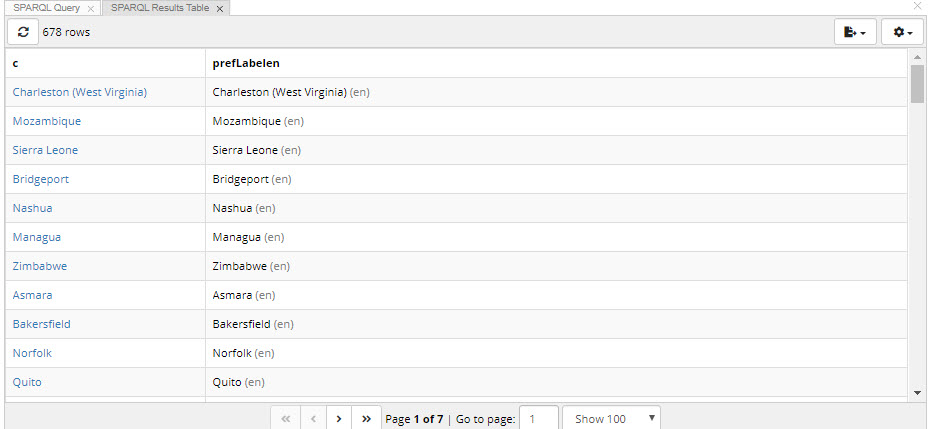 SPARQL Query SPARQL Results Table
678 rows
c prefLabelen
Charleston (West Virginia) Charleston (West Virginia) (en)
Mozambique Mozambique (en)
Sierra Leone Sierra Leone (en)
Bridgeport Bridgeport (en)
Nashua Nashua (en)
Managua Managua (en)
Zimbabwe Zimbabwe (en)
Asmara Asmara (en)
Bakersfield Bakersfield (en)
Norfolk Norfolk (en)
Quito Quito (en)
Page 1 of 7 | Go to page: 1 Show 100